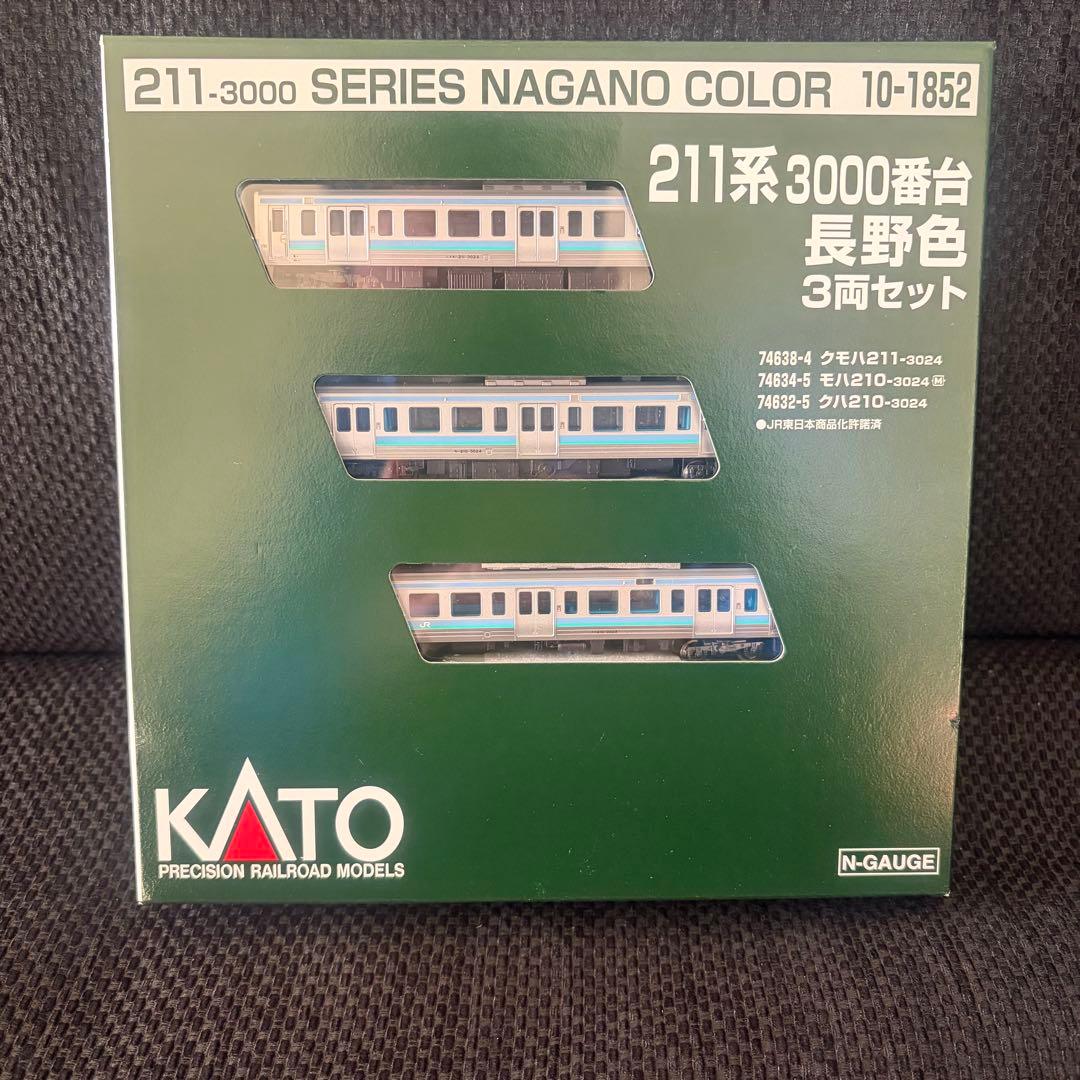 211-3000 SERIES NAGANO COLOR 10-1852
211系3000番台
長野色
3両セット
74638-4 クモハ211-3024
74634-5 モハ210-3024 M
74632-5 クハ210-3024
●JR東日本商品化許諾済
JR
KATO
PRECISION RAILROAD MODELS
N-GAUGE